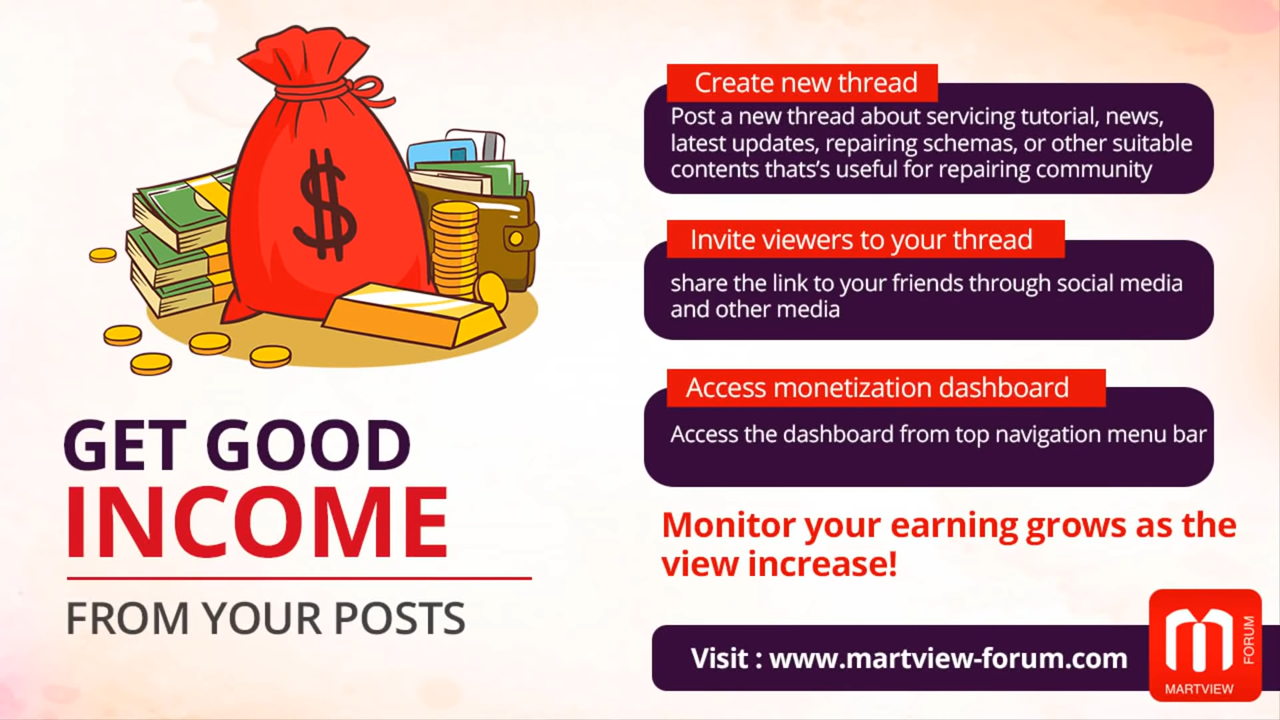 $
GET GOOD
INCOME
FROM YOUR POSTS
Create new thread
Post a new thread about servicing tutorial, news,
latest updates, repairing schemas, or other suitable
contents thats's useful for repairing community
Invite viewers to your thread
share the link to your friends through social media
and other media
Access monetization dashboard
Access the dashboard from top navigation menu bar
Monitor your earning grows as the
view increase!
Visit : www.martview-forum.com
FORUM
MARTVIEW